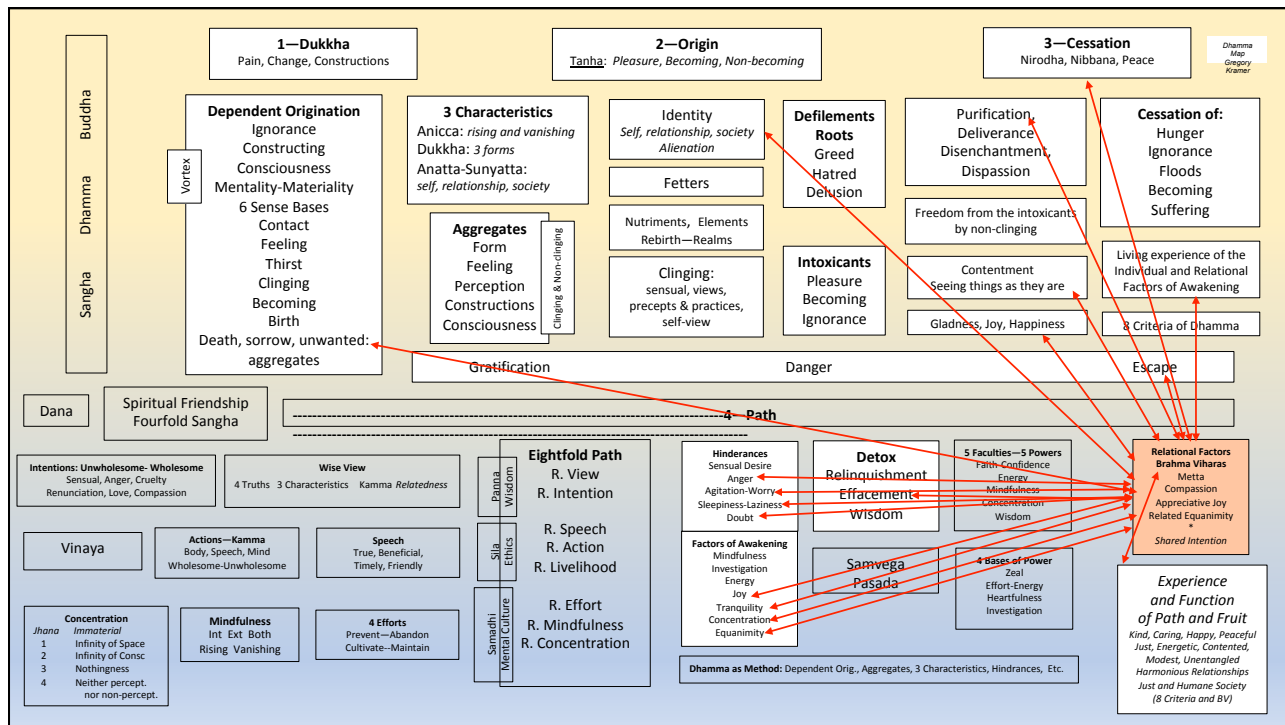 1—Dukkha
Pain, Change, Constructions
2—Origin
Tanha: Pleasure, Becoming, Non-becoming
3—Cessation
Nirodha, Nibbana, Peace
Dhamma
Map
Gregory
Kramer
Buddha
Dhamma
Sangha
Vortex
Dependent Origination
Ignorance
Constructing
Consciousness
Mentality-Materiality
6 Sense Bases
Contact
Feeling
Thirst
Clinging
Becoming
Birth
Death, sorrow, unwanted:
aggregates
3 Characteristics
Anicca: rising and vanishing
Dukkha: 3 forms
Anatta-Sunyatta:
self, relationship, society
Aggregates
Form
Feeling
Perception
Constructions
Consciousness
Clinging & Non-clinging
Identity
Self, relationship, society
Alienation
Fetters
Nutriments, Elements
Rebirth—Realms
Clinging:
sensual, views,
precepts & practices,
self-view
Defilements
Roots
Greed
Hatred
Delusion
Intoxicants
Pleasure
Becoming
Ignorance
Purification,
Deliverance
Disenchantment,
Dispassion
Freedom from the intoxicants
by non-clinging
Contentment
Seeing things as they are
Gladness, Joy, Happiness
Cessation of:
Hunger
Ignorance
Floods
Becoming
Suffering
Living experience of the
Individual and Relational
Factors of Awakening
8 Criteria of Dhamma
Gratification Danger Escape
Dana
Spiritual Friendship
Fourfold Sangha
4—Path
Intentions: Unwholesome- Wholesome
Sensual, Anger, Cruelty
Renunciation, Love, Compassion
Wise View
4 Truths 3 Characteristics Kamma Relatedness
Vinaya
Actions—Kamma
Body, Speech, Mind
Wholesome-Unwholesome
Speech
True, Beneficial,
Timely, Friendly
Concentration
Jhana Immaterial
1 Infinity of Space
2 Infinity of Consc
3 Nothingness
4 Neither percept.
nor non-percept.
Mindfulness
Int Ext Both
Rising Vanishing
4 Efforts
Prevent—Abandon
Cultivate--Maintain
Panna
Wisdom
Sila
Ethics
Samadhi
Mental Culture
Eightfold Path
R. View
R. Intention
R. Speech
R. Action
R. Livelihood
R. Effort
R. Mindfulness
R. Concentration
Hinderances
Sensual Desire
Anger
Agitation-Worry
Sleepiness-Laziness
Doubt
Factors of Awakening
Mindfulness
Investigation
Energy
Joy
Tranquility
Concentration
Equanimity
Detox
Relinquishment
Effacement
Wisdom
Samvega
Pasada
5 Faculties—5 Powers
Faith-Confidence
Energy
Mindfulness
Concentration
Wisdom
4 Bases of Power
Zeal
Effort-Energy
Heartfulness
Investigation
Dhamma as Method: Dependent Orig., Aggregates, 3 Characteristics, Hindrances, Etc.
Relational Factors
Brahma Viharas
Metta
Compassion
Appreciative Joy
Related Equanimity
*
Shared Intention
Experience
and Function
of Path and Fruit
Kind, Caring, Happy, Peaceful
Just, Energetic, Contented,
Modest, Unentangled
Harmonious Relationships
Just and Humane Society
(8 Criteria and BV)